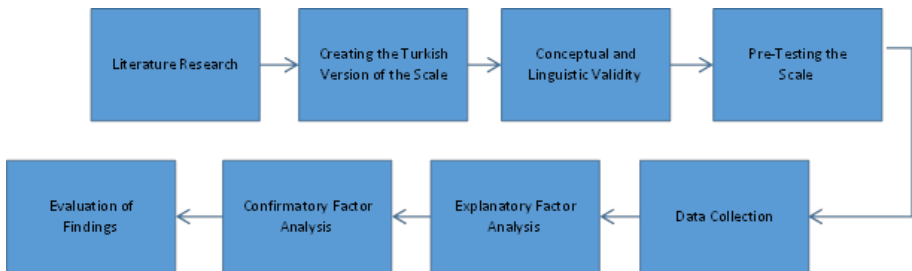 Literature Research
Creating the Turkish
Version of the Scale
Conceptual and
Linguistic Validity
Pre-Testing the
Scale
Data Collection
Explanatory Factor
Analysis
Confirmatory Factor
Analysis
Evaluation of
Findings